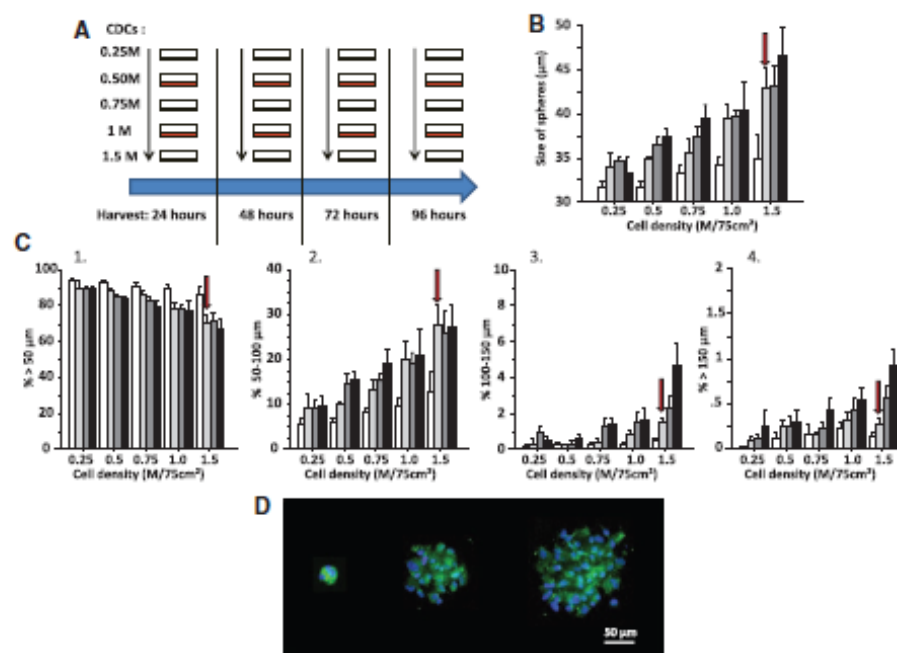 A
CDCs :
0.25M
0.50M
0.75M
1 M
1.5 M
Harvest: 24 hours 48 hours 72 hours 96 hours
B
Size of spheres (µm)
50
45
40
35
30
0.25 0.5 0.75 1.0 1.5
Cell density (M/75cm²)
C
1.
% > 50 µm
100
80
60
40
20
0
0.25 0.5 0.75 1.0 1.5
Cell density (M/75cm²)
2.
% 50-100 µm
50
40
30
20
10
0
0.25 0.5 0.75 1.0 1.5
Cell density (M/75cm²)
3.
% 100-150 µm
10
8
6
4
2
0
0.25 0.5 0.75 1.0 1.5
Cell density (M/75cm²)
4.
% > 150 µm
2
1.5
1
.5
0
0.25 0.5 0.75 1.0 1.5
Cell density (M/75cm²)
D
50 µm